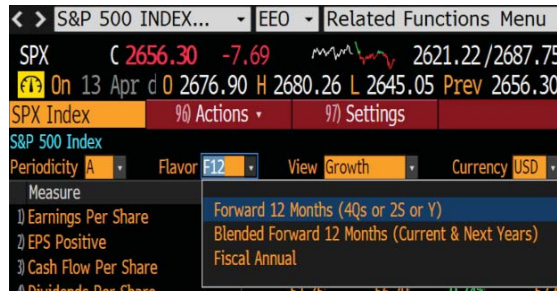 < > S&P 500 INDEX... EEO Related Functions Menu
SPX C 2656.30 -7.69 2621.22/2687.75
On 13 Apr d O 2676.90 H 2680.26 L 2645.05 Prev 2656.30
SPX Index 96) Actions 97) Settings
S&P 500 Index
Periodicity A Flavor F12 View Growth Currency USD
Measure
1) Earnings Per Share
Forward 12 Months (4Qs or 2S or Y)
2) EPS Positive
Blended Forward 12 Months (Current & Next Years)
3) Cash Flow Per Share
Fiscal Annual